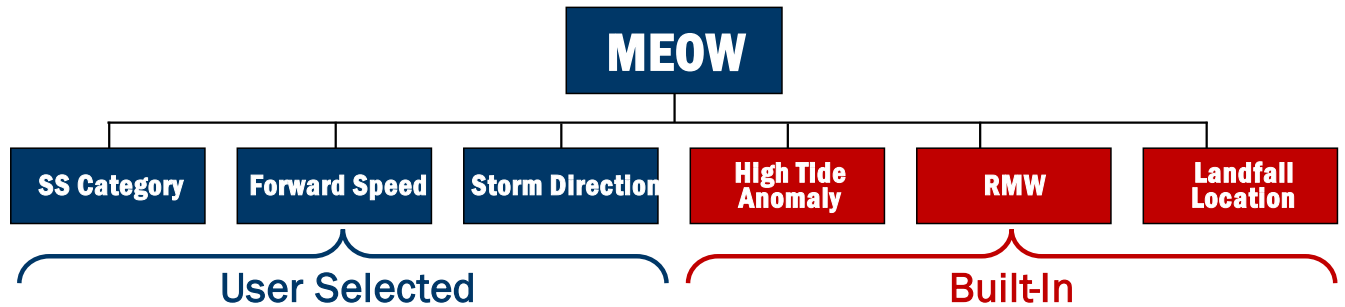 MEOW
SS Category
Forward Speed
Storm Direction
High Tide
Anomaly
RMW
Landfall
Location
User Selected
Built-In